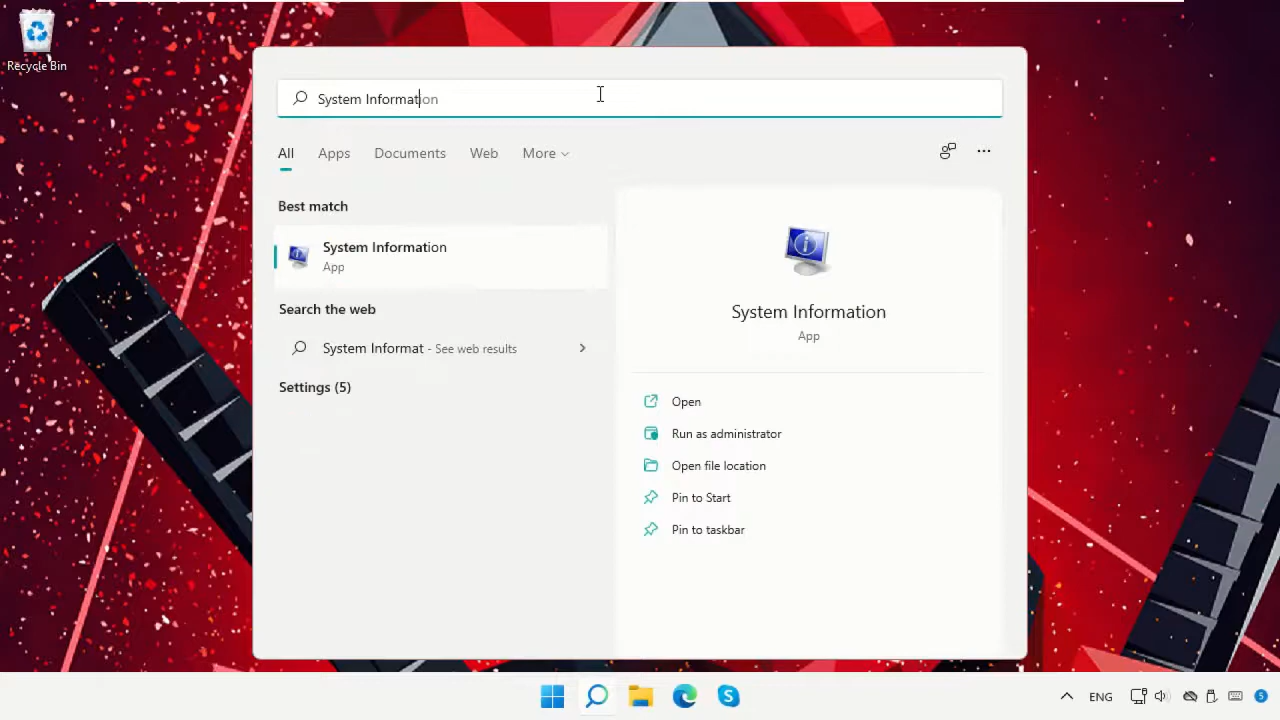 Recycle Bin
System Information
All Apps Documents Web More
Best match
System Information
App
Search the web
System Informat - See web results
Settings (5)
System Information
App
Open
Run as administrator
Open file location
Pin to Start
Pin to taskbar
ENG
5